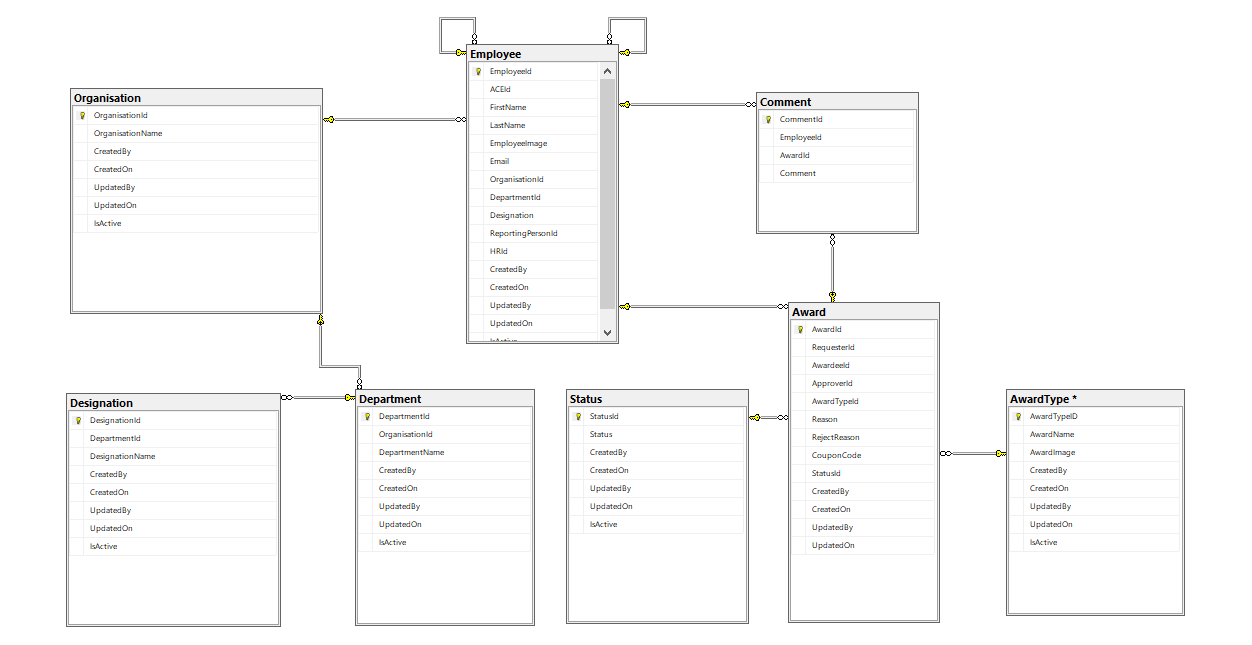 Employee
EmployeeId
ACEId
FirstName
LastName
EmployeeImage
Email
OrganisationId
DepartmentId
Designation
ReportingPersonId
HRId
CreatedBy
CreatedOn
UpdatedBy
UpdatedOn
IsActive
Organisation
OrganisationId
OrganisationName
CreatedBy
CreatedOn
UpdatedBy
UpdatedOn
IsActive
Comment
CommentId
EmployeeId
AwardId
Comment
Award
AwardId
RequesterId
AwardeeId
ApproverId
AwardTypeId
Reason
RejectReason
CouponCode
StatusId
CreatedBy
CreatedOn
UpdatedBy
UpdatedOn
Designation
DesignationId
DepartmentId
DesignationName
CreatedBy
CreatedOn
UpdatedBy
UpdatedOn
IsActive
Department
DepartmentId
OrganisationId
DepartmentName
CreatedBy
CreatedOn
UpdatedBy
UpdatedOn
IsActive
Status
StatusId
Status
CreatedBy
CreatedOn
UpdatedBy
UpdatedOn
IsActive
AwardType *
AwardTypeID
AwardName
AwardImage
CreatedBy
CreatedOn
UpdatedBy
UpdatedOn
IsActive